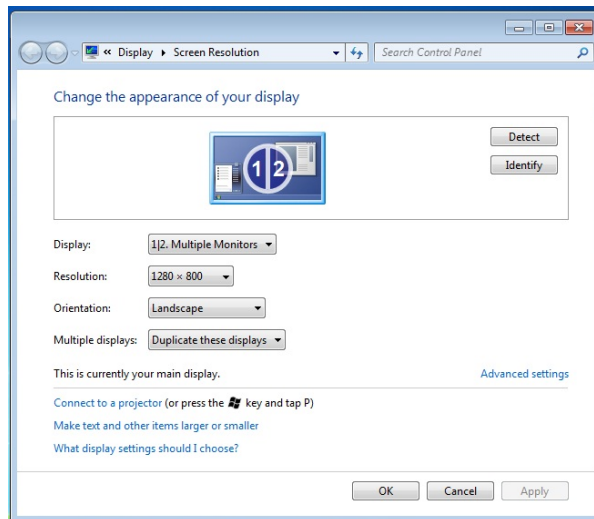 « Display ▸ Screen Resolution
Search Control Panel
Change the appearance of your display
1|2
Detect
Identify
Display: 1|2. Multiple Monitors
Resolution: 1280 × 800
Orientation: Landscape
Multiple displays: Duplicate these displays
This is currently your main display. Advanced settings
Connect to a projector (or press the key and tap P)
Make text and other items larger or smaller
What display settings should I choose?
OK Cancel Apply